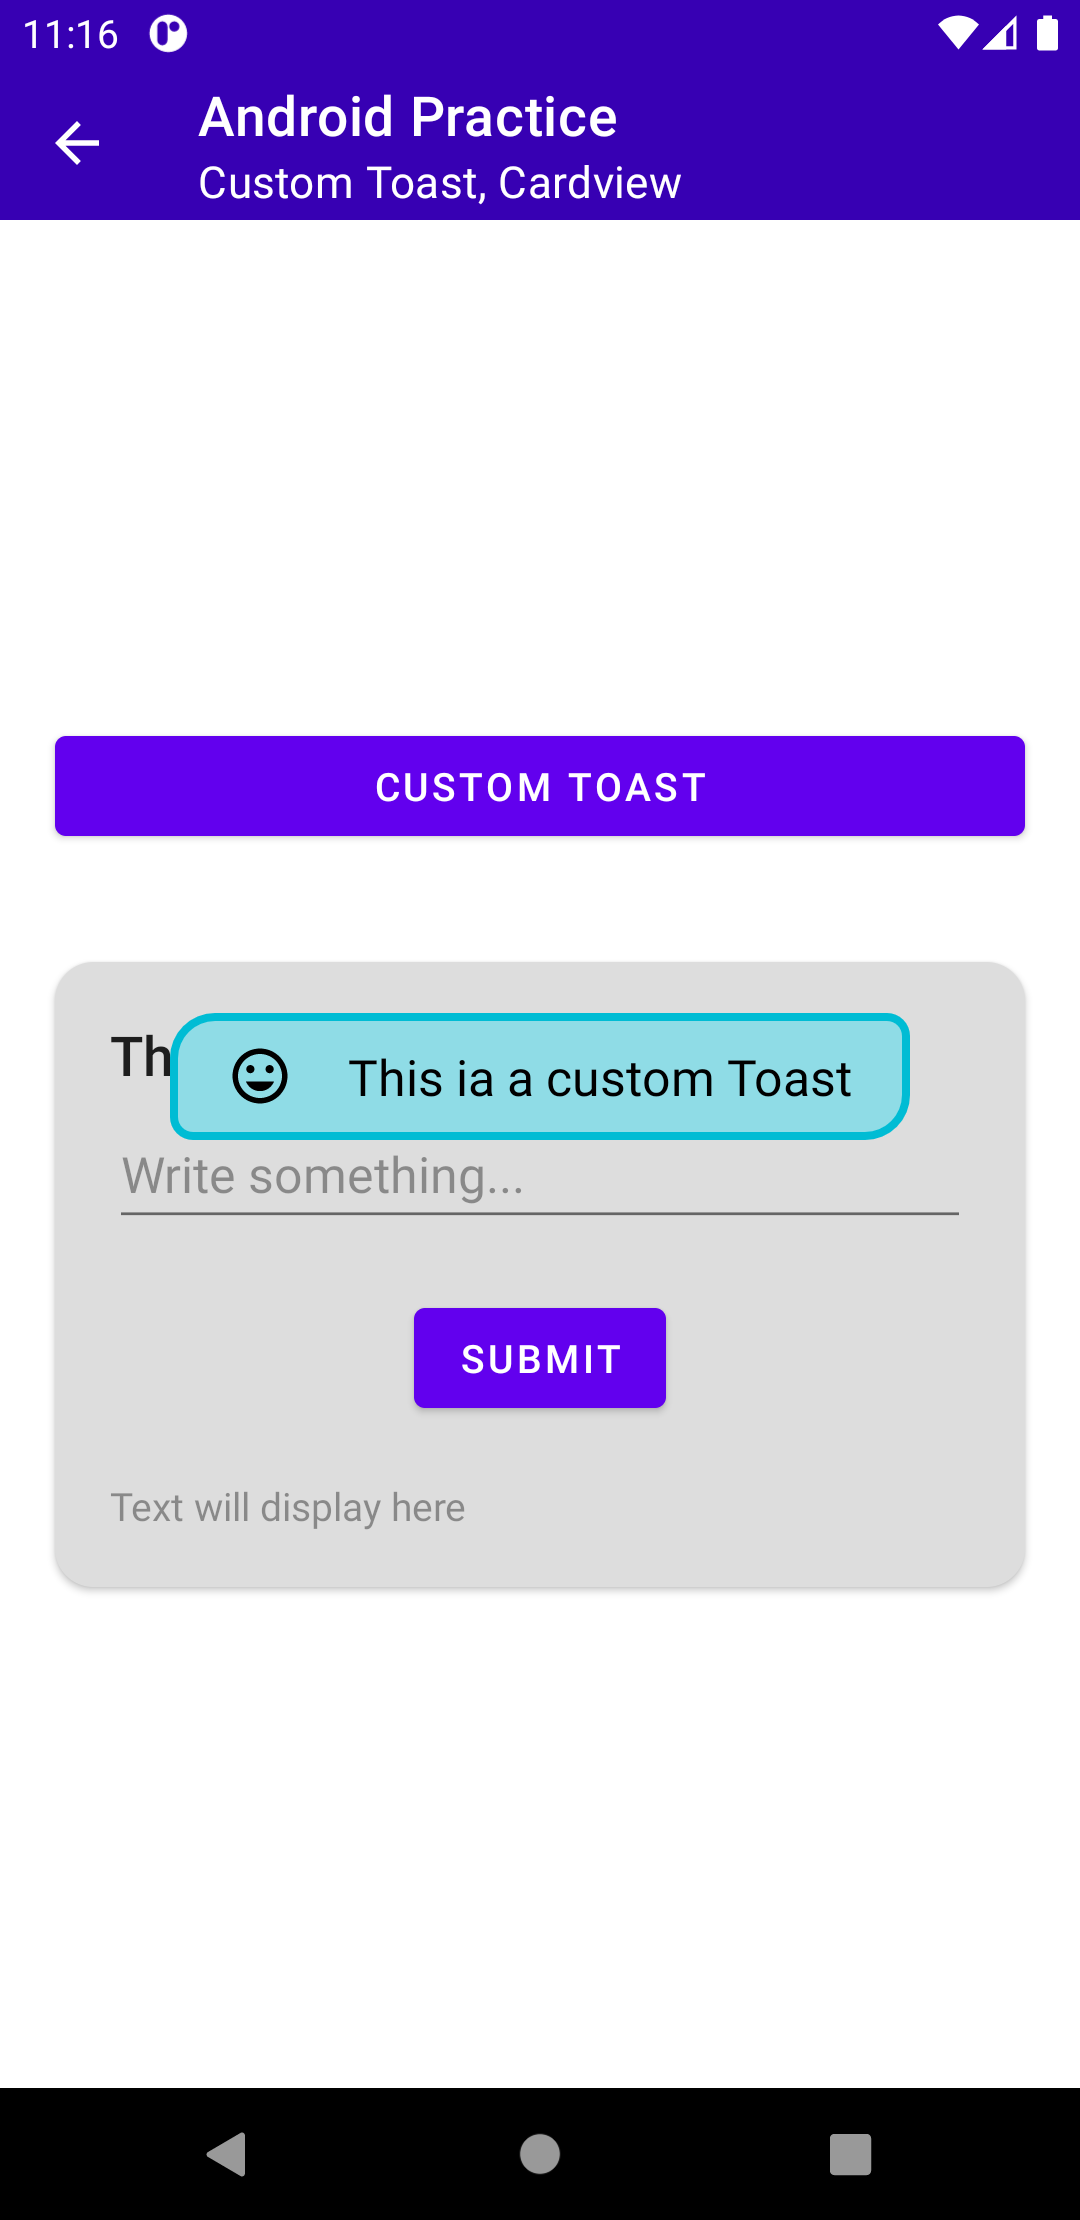 11:16
Android Practice
Custom Toast, Cardview
CUSTOM TOAST
Th
This ia a custom Toast
Write something...
SUBMIT
Text will display here